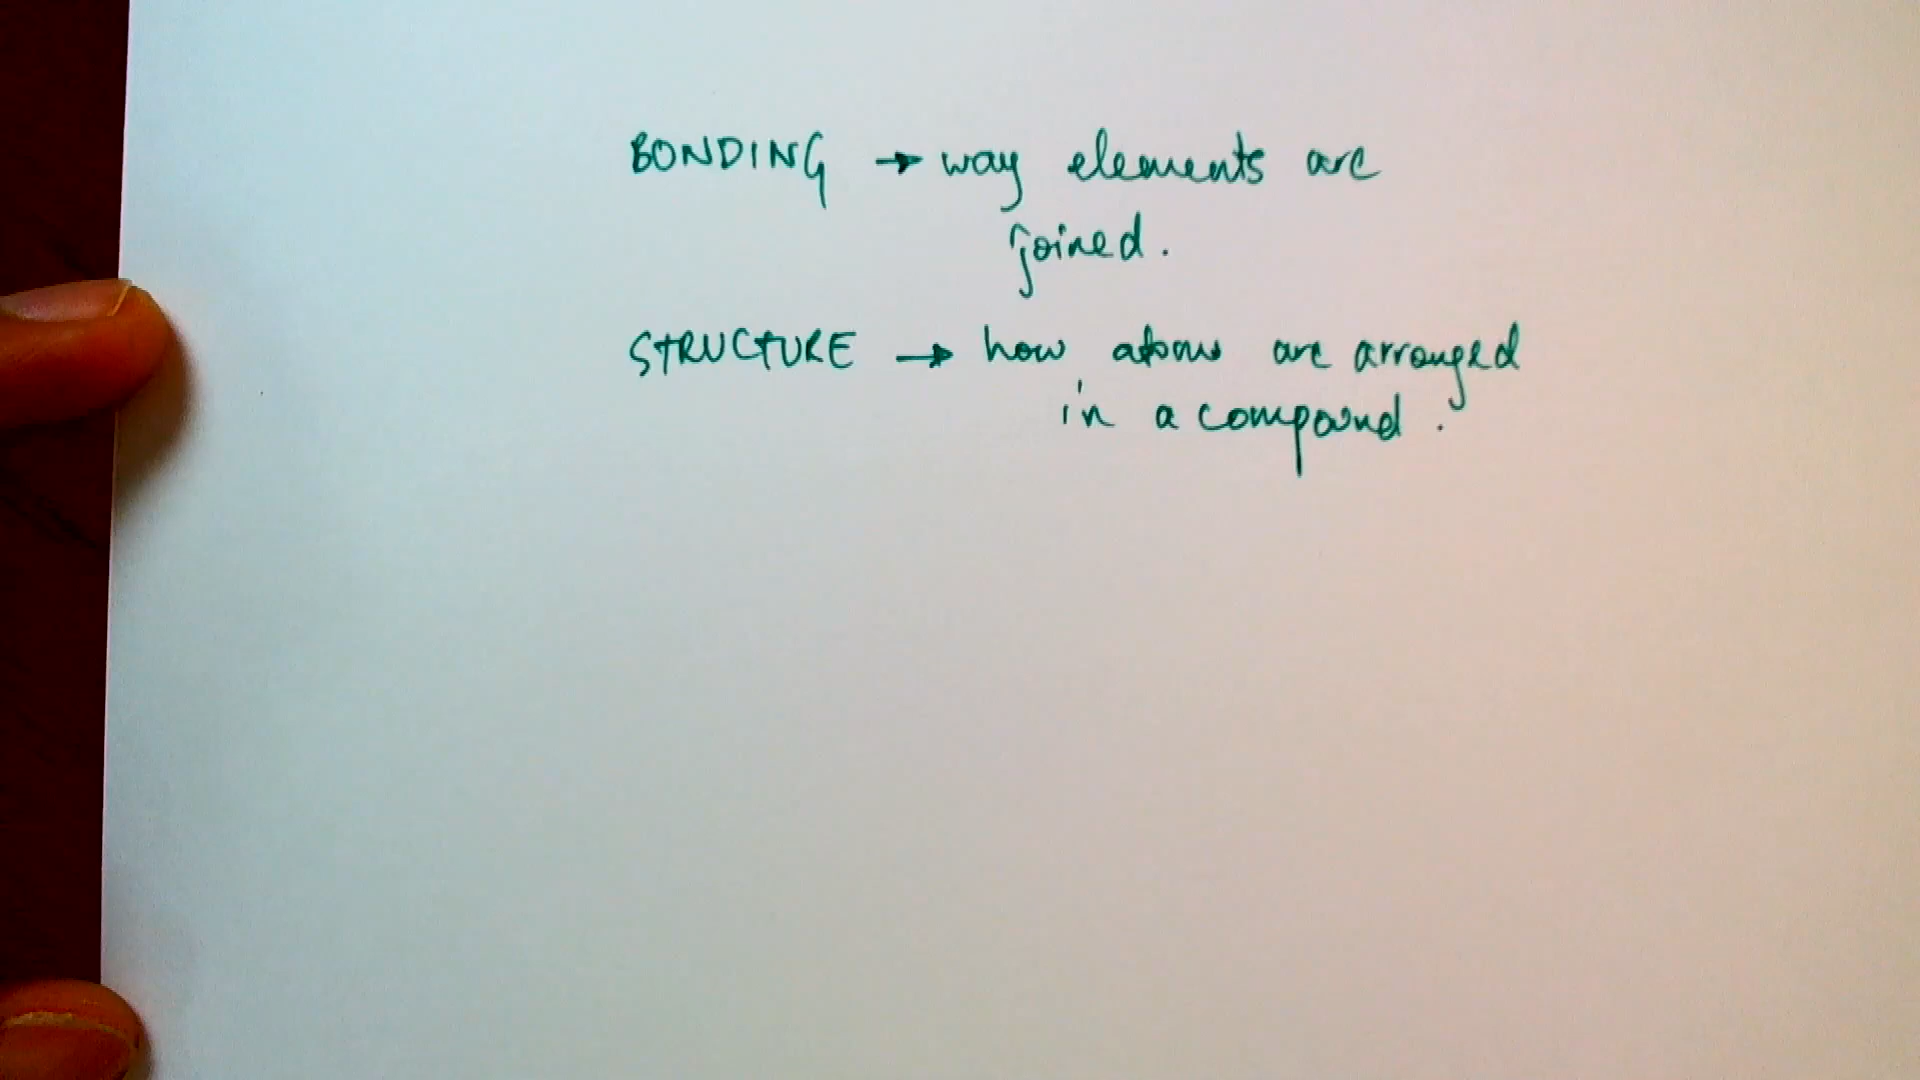 BONDING → way elements are
joined.
STRUCTURE → how atoms are arranged
in a compound.